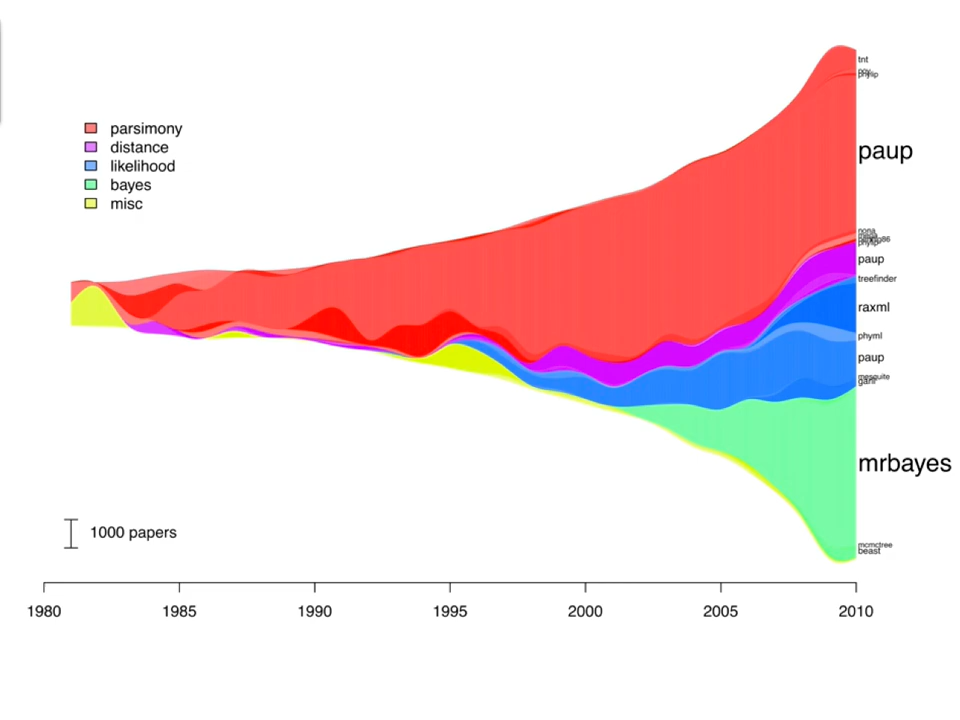 parsimony
distance
likelihood
bayes
misc
tnt
phylip
paup
nona
paup
treefinder
raxml
phyml
paup
mesquite
mrbayes
mcmctree
beast
1000 papers
1980 1985 1990 1995 2000 2005 2010